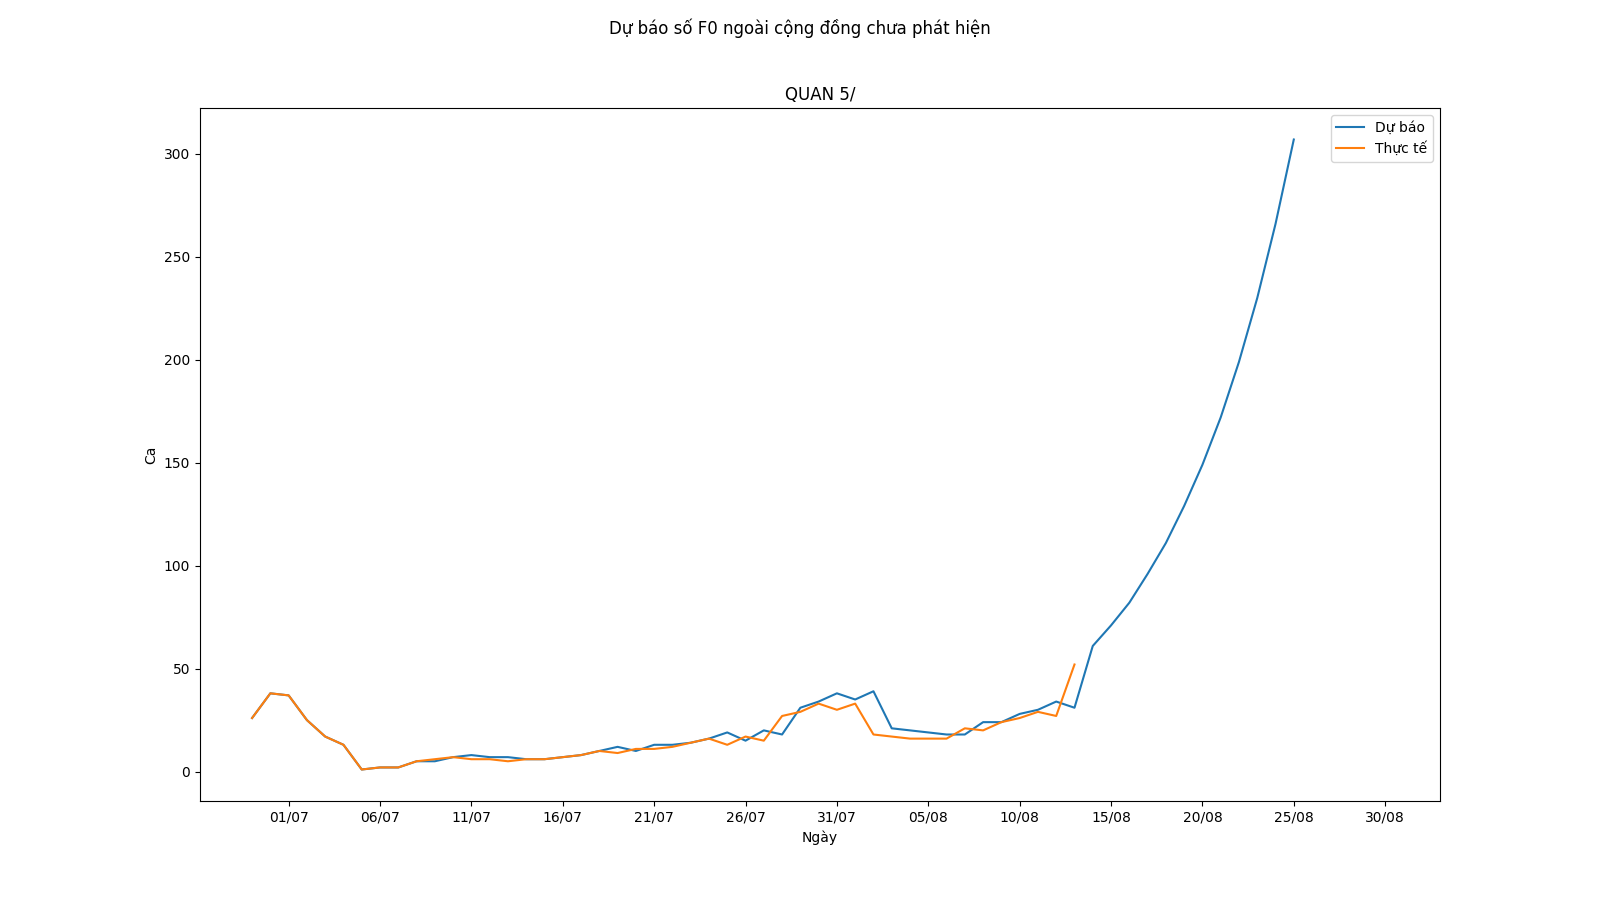 Dự báo số F0 ngoài cộng đồng chưa phát hiện
QUAN 5/
Dự báo
Thực tế
300
250
200
150
100
50
0
Ca
01/07 06/07 11/07 16/07 21/07 26/07 31/07 05/08 10/08 15/08 20/08 25/08 30/08
Ngày